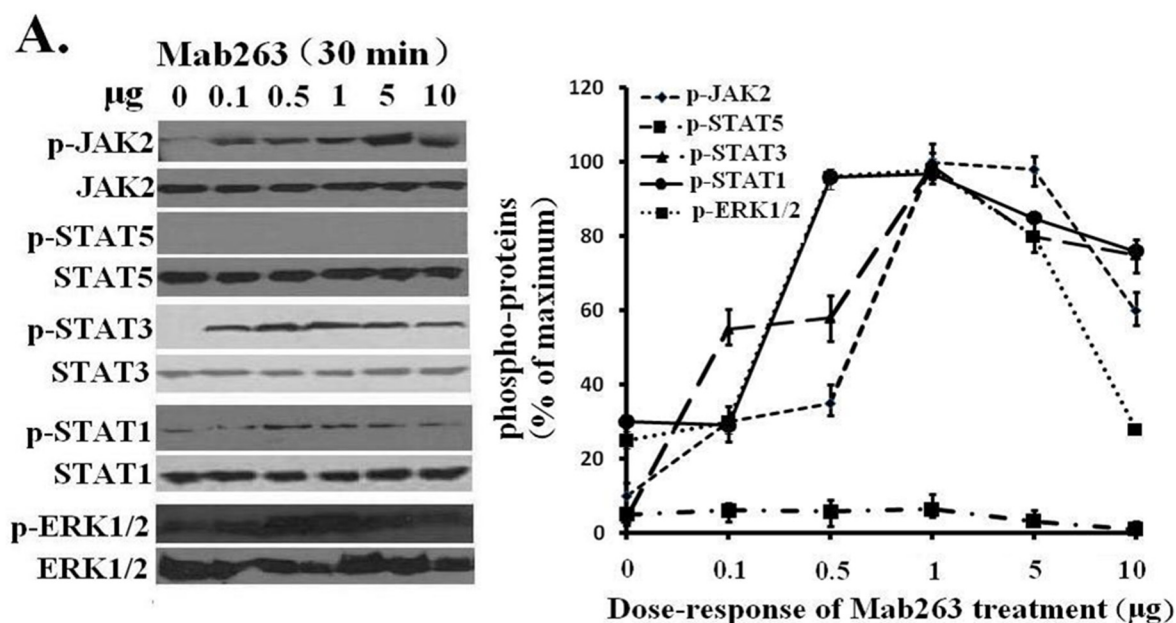 A.
Mab263 (30 min)
µg 0 0.1 0.5 1 5 10
p-JAK2
JAK2
p-STAT5
STAT5
p-STAT3
STAT3
p-STAT1
STAT1
p-ERK1/2
ERK1/2
phospho-proteins
(% of maximum)
120
100
80
60
40
20
0
p-JAK2
p-STAT5
p-STAT3
p-STAT1
p-ERK1/2
0 0.1 0.5 1 5 10
Dose-response of Mab263 treatment (µg)